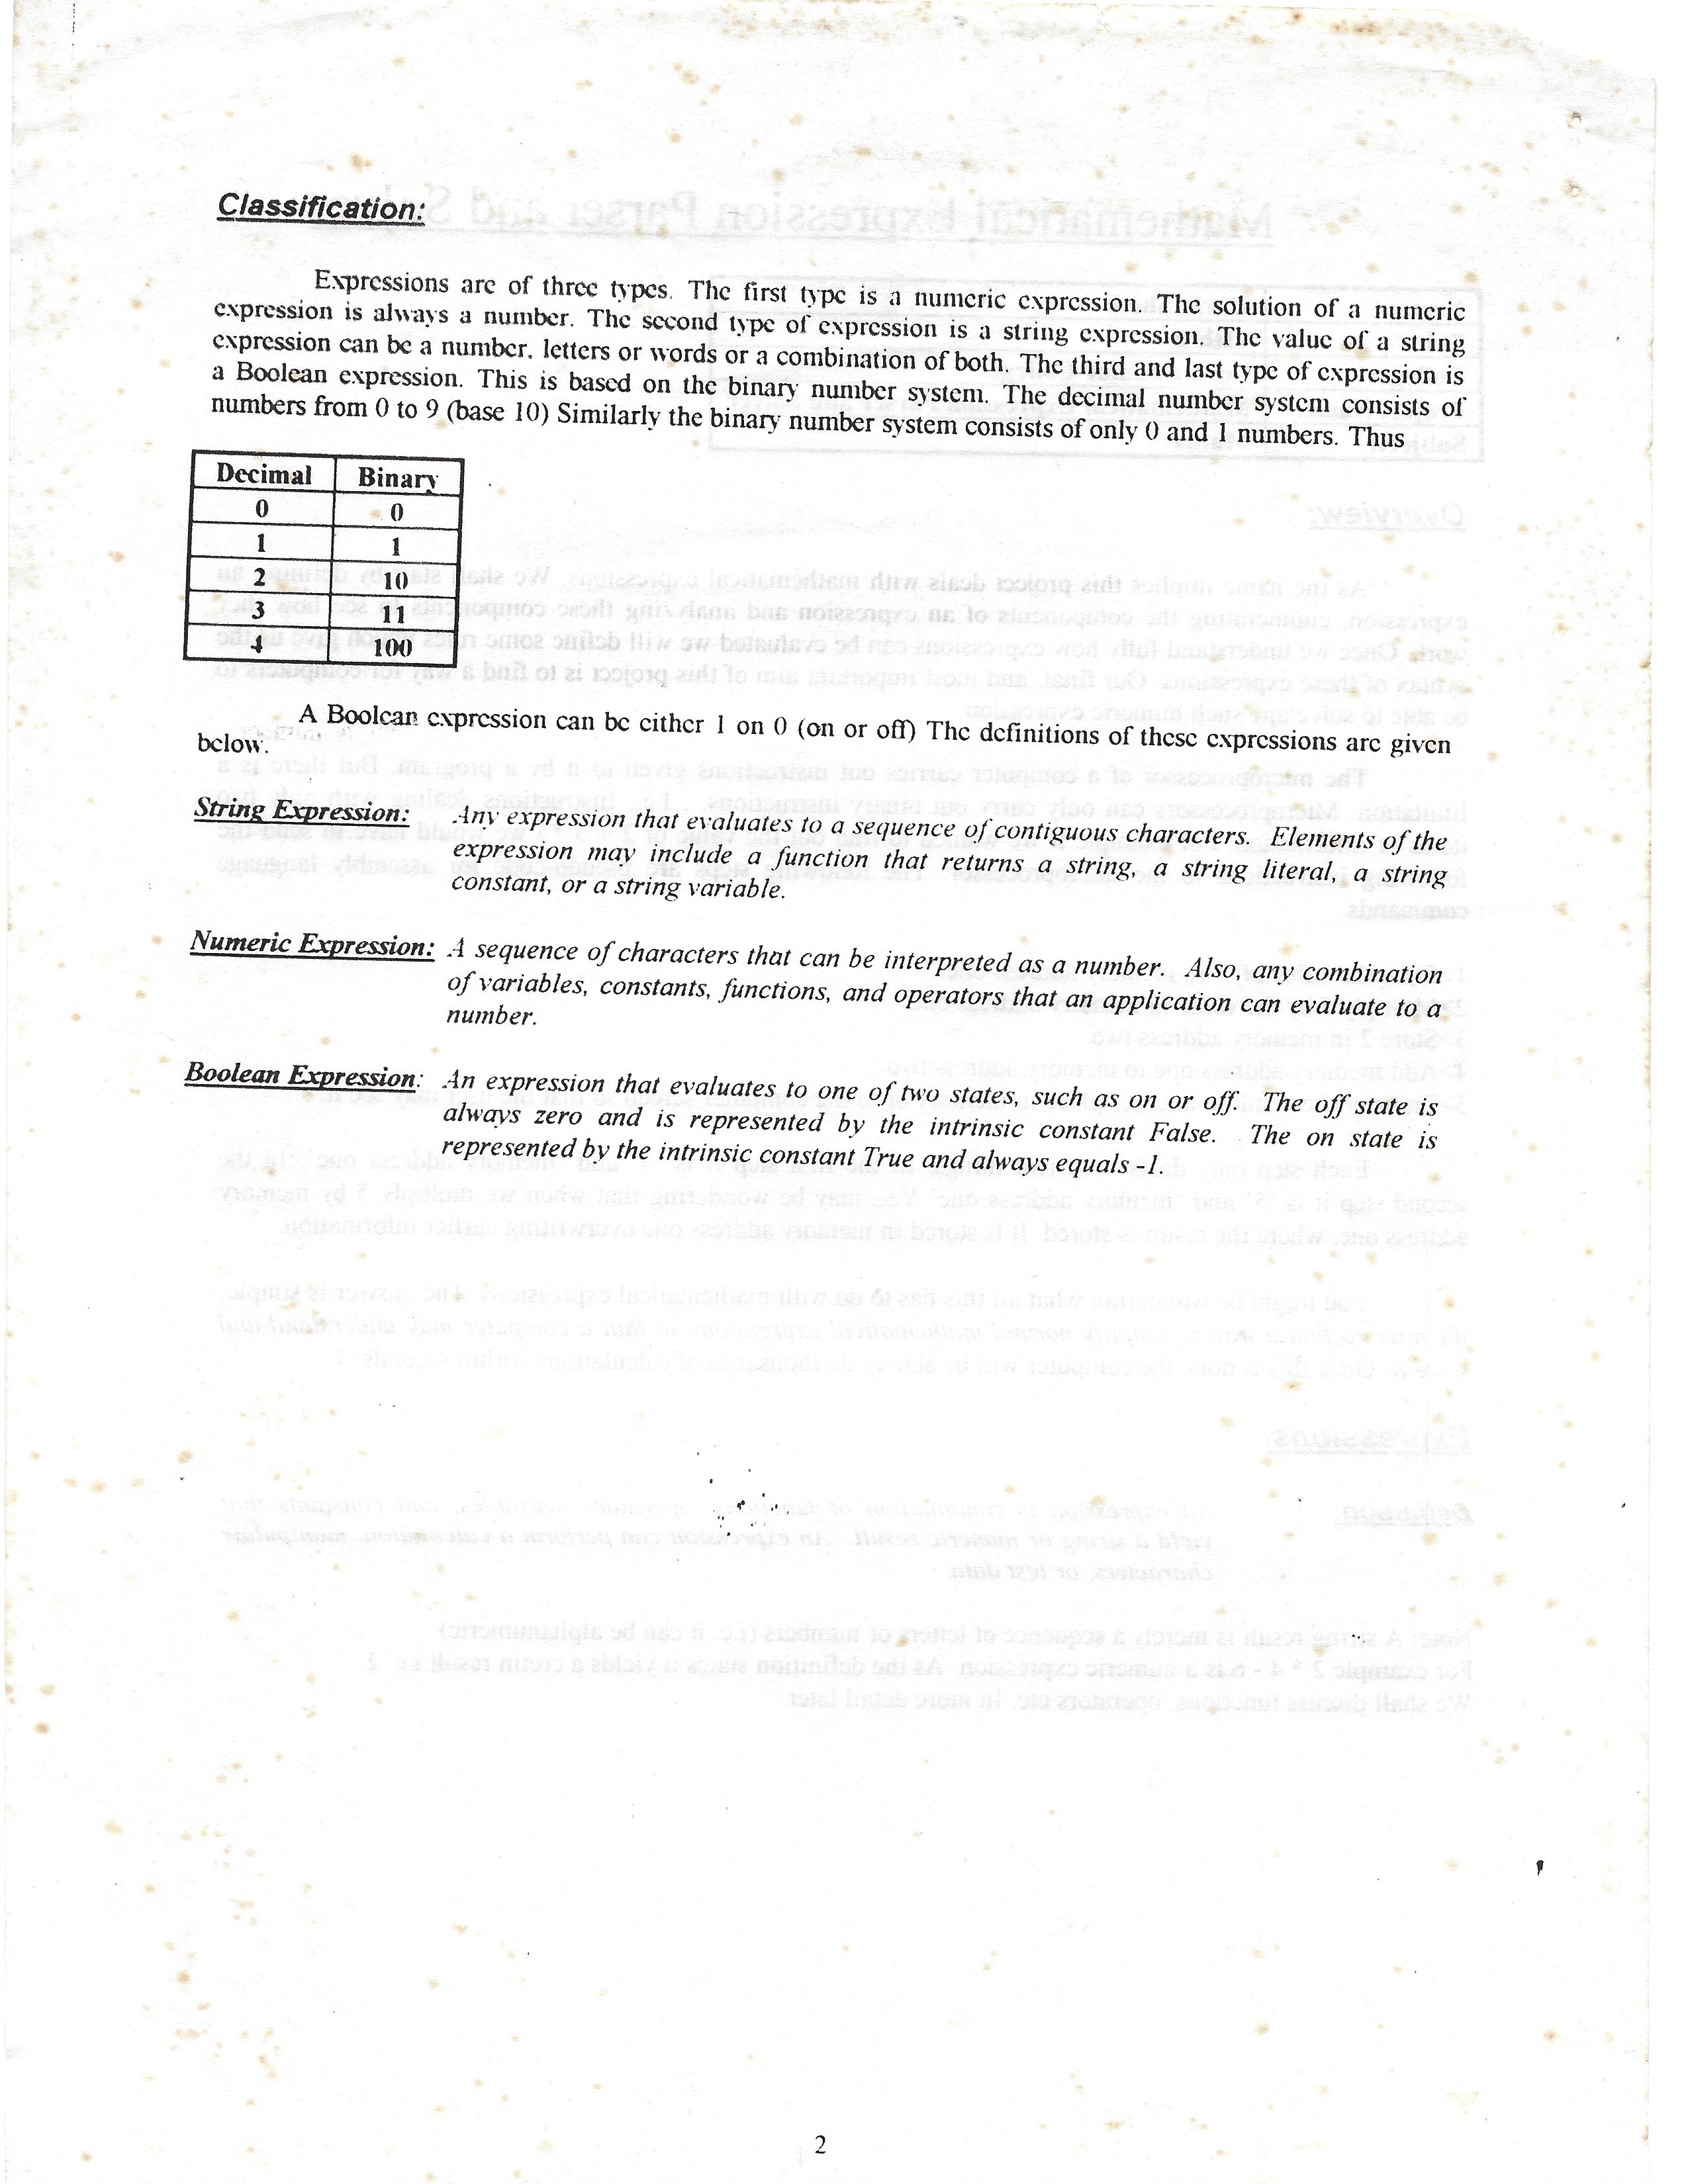 Classification:
Expressions are of three types. The first type is a numeric expression. The solution of a numeric
expression is always a number. The second type of expression is a string expression. The value of a string
expression can be a number, letters or words or a combination of both. The third and last type of expression is
a Boolean expression. This is based on the binary number system. The decimal number system consists of
numbers from 0 to 9 (base 10) Similarly the binary number system consists of only 0 and 1 numbers. Thus
Decimal Binary
0 0
1 1
2 10
3 11
4 100
A Boolean expression can be either 1 on 0 (on or off) The definitions of these expressions are given
below.
String Expression: Any expression that evaluates to a sequence of contiguous characters. Elements of the
expression may include a function that returns a string, a string literal, a string
constant, or a string variable.
Numeric Expression: A sequence of characters that can be interpreted as a number. Also, any combination
of variables, constants, functions, and operators that an application can evaluate to a
number.
Boolean Expression: An expression that evaluates to one of two states, such as on or off. The off state is
always zero and is represented by the intrinsic constant False. The on state is
represented by the intrinsic constant True and always equals -1.
2